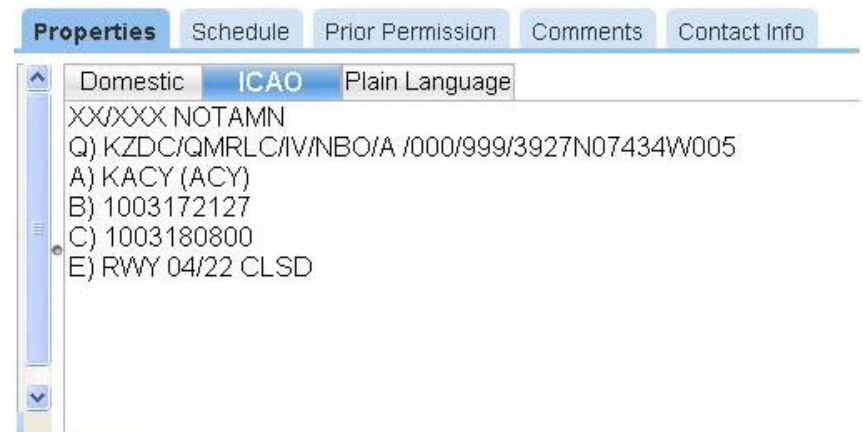 Properties Schedule Prior Permission Comments Contact Info
Domestic ICAO Plain Language
XX/XXX NOTAMN
Q) KZDC/QMRLC/IV/NBO/A /000/999/3927N07434W005
A) KACY (ACY)
B) 1003172127
C) 1003180800
E) RWY 04/22 CLSD